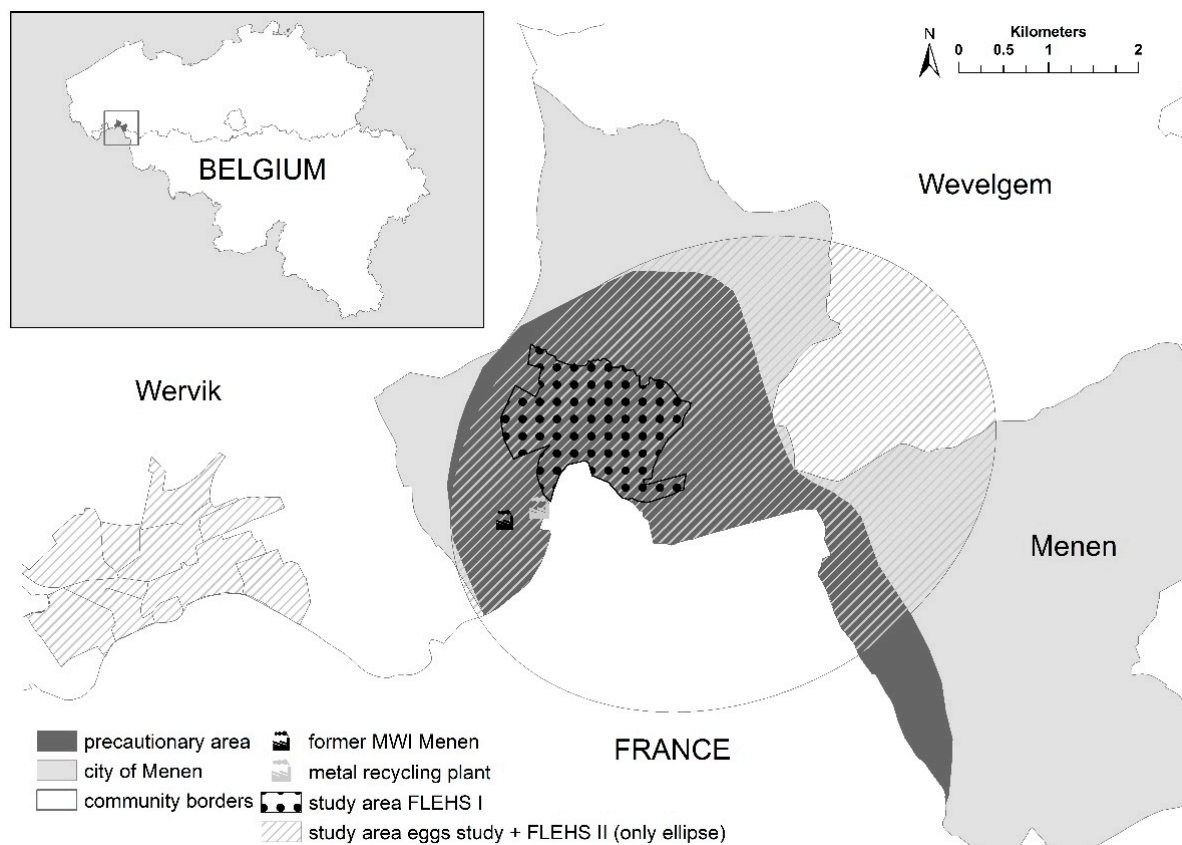 N
Kilometers
0 0.5 1 2
BELGIUM
Wevelgem
Wervik
Menen
FRANCE
precautionary area
city of Menen
community borders
former MWI Menen
metal recycling plant
study area FLEHS I
study area eggs study + FLEHS II (only ellipse)